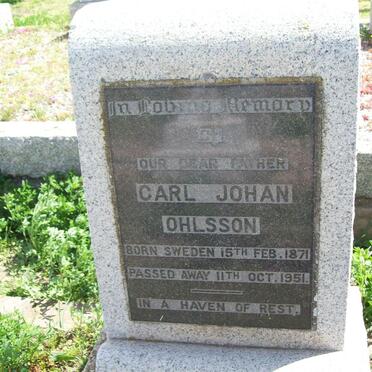 In Loving Memory
OF
OUR DEAR FATHER
CARL JOHAN
OHLSSON
BORN SWEDEN 15TH FEB. 1871
PASSED AWAY 11TH OCT. 1951.
IN A HAVEN OF REST.